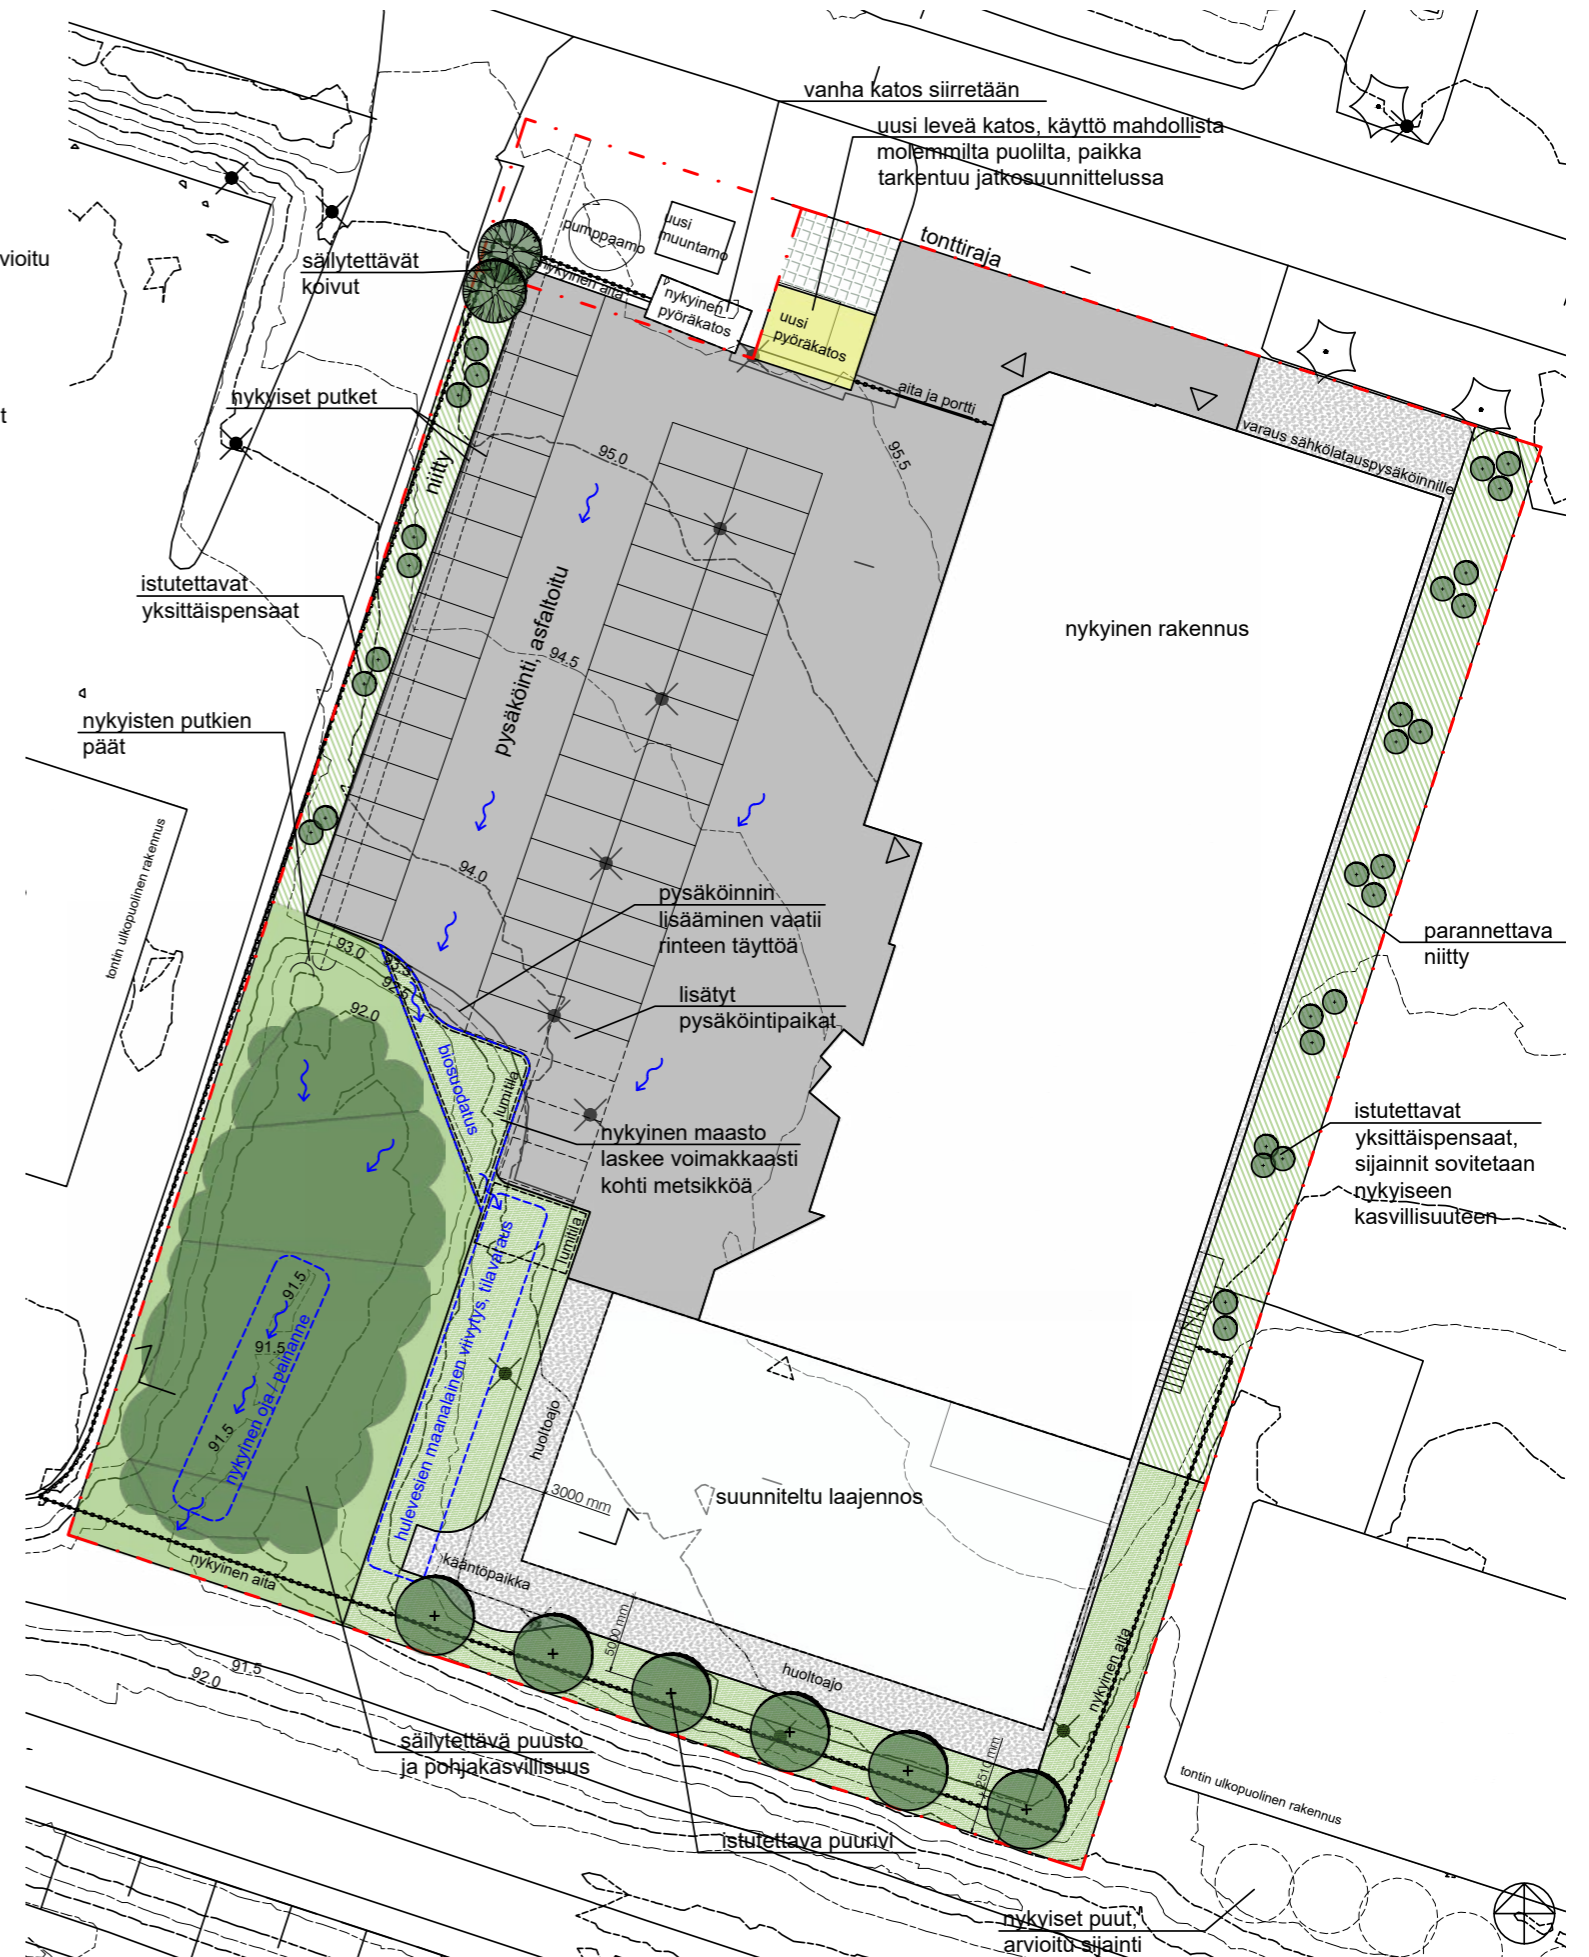 vanha katos siirretään
uusi leveä katos, käyttö mahdollista
molemmilta puolilta, paikka
tarkentuu jatkosuunnittelussa
vioitu
t
säilytettävät
koivut
pumppaamo
uusi
muuntamo
nykyinen aita
nykyinen
pyöräkatos
uusi
pyöräkatos
tonttiraja
aita ja portti
varaus sähkölatauspysäköinnille
nykyiset putket
niitty
95.0
95.5
istutettavat
yksittäispensaat
pysäköinti, asfaltoitu
94.5
nykyinen rakennus
nykyisten putkien
päät
tontin ulkopuolinen rakennus
94.0
pysäköinnin
lisääminen vaatii
rinteen täyttöä
parannettava
niitty
93.0
93.5
92.5
92.0
lisätyt
pysäköintipaikat
biosuodatus
lumitila
nykyinen maasto
laskee voimakkaasti
kohti metsikköä
istutettavat
yksittäispensaat,
sijainnit sovitetaan
nykyiseen
kasvillisuuteen
lumitila
hulevesien maanalainen viivytys, tilavaraus
91.5
91.5
91.5
nykyinen oja / painanne
huoltoajo
3000 mm
suunniteltu laajennos
kääntöpaikka
nykyinen aita
5000 mm
huoltoajo
nykyinen aita
91.5
92.0
2510 mm
säilytettävä puusto
ja pohjakasvillisuus
istutettava puurivi
tontin ulkopuolinen rakennus
nykyiset puut,
arvioitu sijainti